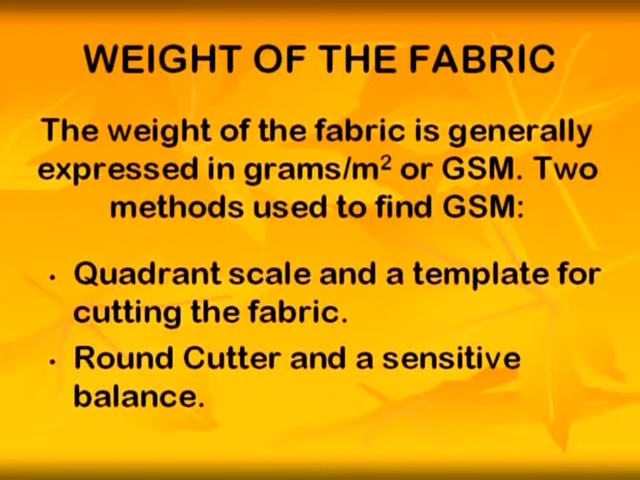 WEIGHT OF THE FABRIC
The weight of the fabric is generally
expressed in grams/m² or GSM. Two
methods used to find GSM:
• Quadrant scale and a template for
cutting the fabric.
• Round Cutter and a sensitive
balance.